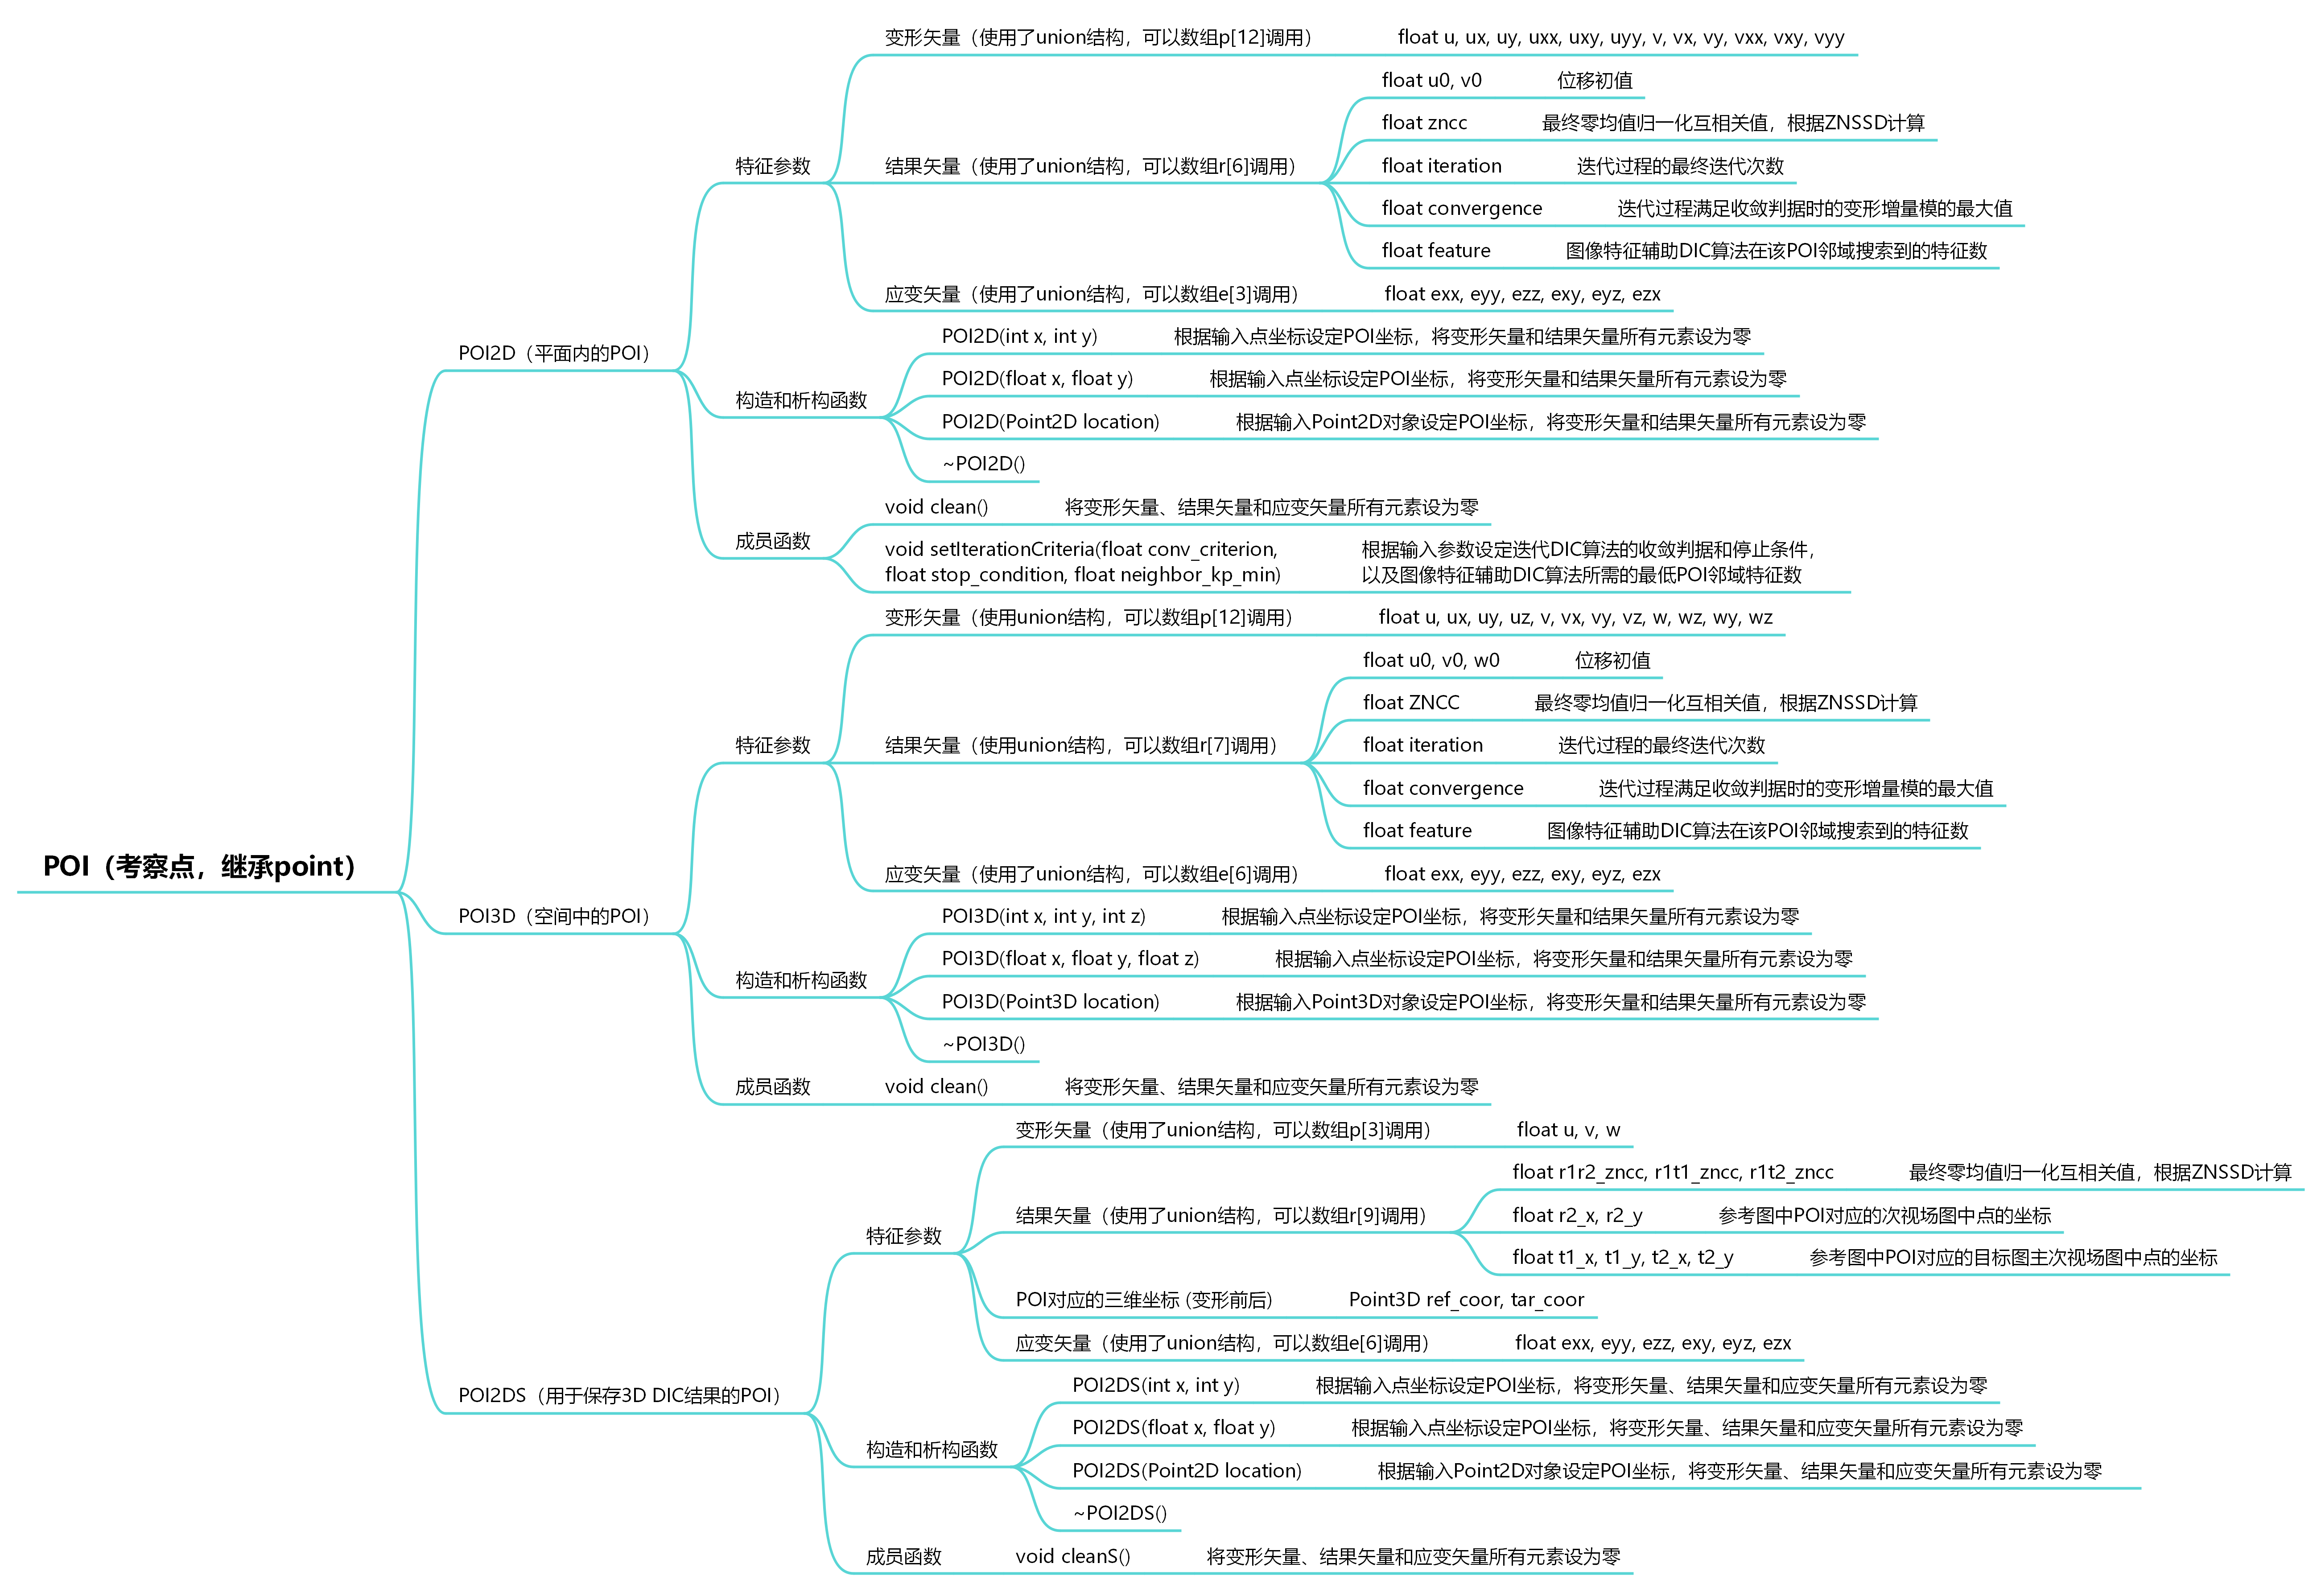 POI（考察点，继承point）
POI2D（平面内的POI）
特征参数
变形矢量（使用了union结构，可以数组p[12]调用） float u, ux, uy, uxx, uxy, uyy, v, vx, vy, vxx, vxy, vyy
结果矢量（使用了union结构，可以数组r[6]调用）
float u0, v0 位移初值
float zncc 最终零均值归一化互相关值，根据ZNSSD计算
float iteration 迭代过程的最终迭代次数
float convergence 迭代过程满足收敛判据时的变形增量模的最大值
float feature 图像特征辅助DIC算法在该POI邻域搜索到的特征数
应变矢量（使用了union结构，可以数组e[3]调用） float exx, eyy, ezz, exy, eyz, ezx
构造和析构函数
POI2D(int x, int y) 根据输入点坐标设定POI坐标，将变形矢量和结果矢量所有元素设为零
POI2D(float x, float y) 根据输入点坐标设定POI坐标，将变形矢量和结果矢量所有元素设为零
POI2D(Point2D location) 根据输入Point2D对象设定POI坐标，将变形矢量和结果矢量所有元素设为零
~POI2D()
成员函数
void clean() 将变形矢量、结果矢量和应变矢量所有元素设为零
void setIterationCriteria(float conv_criterion,
float stop_condition, float neighbor_kp_min)
根据输入参数设定迭代DIC算法的收敛判据和停止条件，
以及图像特征辅助DIC算法所需的最低POI邻域特征数
POI3D（空间中的POI）
特征参数
变形矢量（使用union结构，可以数组p[12]调用） float u, ux, uy, uz, v, vx, vy, vz, w, wz, wy, wz
结果矢量（使用union结构，可以数组r[7]调用）
float u0, v0, w0 位移初值
float ZNCC 最终零均值归一化互相关值，根据ZNSSD计算
float iteration 迭代过程的最终迭代次数
float convergence 迭代过程满足收敛判据时的变形增量模的最大值
float feature 图像特征辅助DIC算法在该POI邻域搜索到的特征数
应变矢量（使用了union结构，可以数组e[6]调用） float exx, eyy, ezz, exy, eyz, ezx
构造和析构函数
POI3D(int x, int y, int z) 根据输入点坐标设定POI坐标，将变形矢量和结果矢量所有元素设为零
POI3D(float x, float y, float z) 根据输入点坐标设定POI坐标，将变形矢量和结果矢量所有元素设为零
POI3D(Point3D location) 根据输入Point3D对象设定POI坐标，将变形矢量和结果矢量所有元素设为零
~POI3D()
成员函数 void clean() 将变形矢量、结果矢量和应变矢量所有元素设为零
POI2DS（用于保存3D DIC结果的POI）
特征参数
变形矢量（使用了union结构，可以数组p[3]调用） float u, v, w
结果矢量（使用了union结构，可以数组r[9]调用）
float r1r2_zncc, r1t1_zncc, r1t2_zncc 最终零均值归一化互相关值，根据ZNSSD计算
float r2_x, r2_y 参考图中POI对应的次视场图中点的坐标
float t1_x, t1_y, t2_x, t2_y 参考图中POI对应的目标图主次视场图中点的坐标
POI对应的三维坐标 (变形前后) Point3D ref_coor, tar_coor
应变矢量（使用了union结构，可以数组e[6]调用） float exx, eyy, ezz, exy, eyz, ezx
构造和析构函数
POI2DS(int x, int y) 根据输入点坐标设定POI坐标，将变形矢量、结果矢量和应变矢量所有元素设为零
POI2DS(float x, float y) 根据输入点坐标设定POI坐标，将变形矢量、结果矢量和应变矢量所有元素设为零
POI2DS(Point2D location) 根据输入Point2D对象设定POI坐标，将变形矢量、结果矢量和应变矢量所有元素设为零
~POI2DS()
成员函数 void cleanS() 将变形矢量、结果矢量和应变矢量所有元素设为零